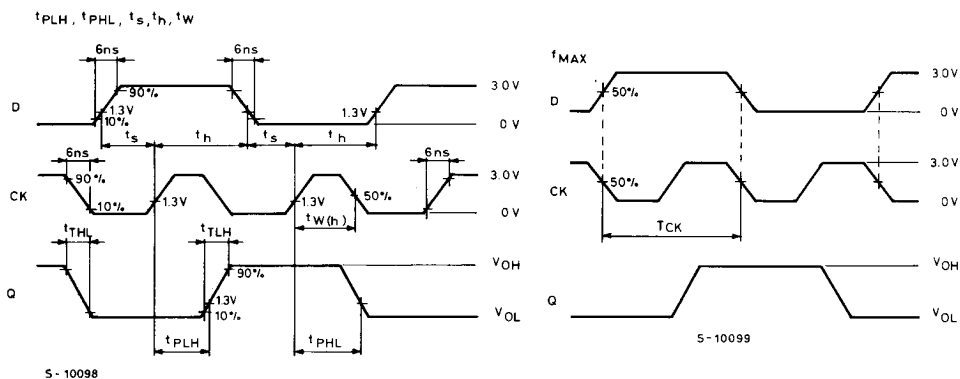 tPLH, tPHL, ts, th, tW
6ns
6ns
90%
1.3V
10%
1.3V
3.0V
0V
D
ts
th
ts
th
6ns
90%
10%
1.3V
1.3V
50%
6ns
3.0V
0V
CK
tW(h)
tTHL
tTLH
90%
1.3V
10%
VOH
VOL
Q
tPLH
tPHL
S-10098
fMAX
D
50%
3.0V
0V
CK
50%
3.0V
0V
TCK
Q
VOH
VOL
S-10099